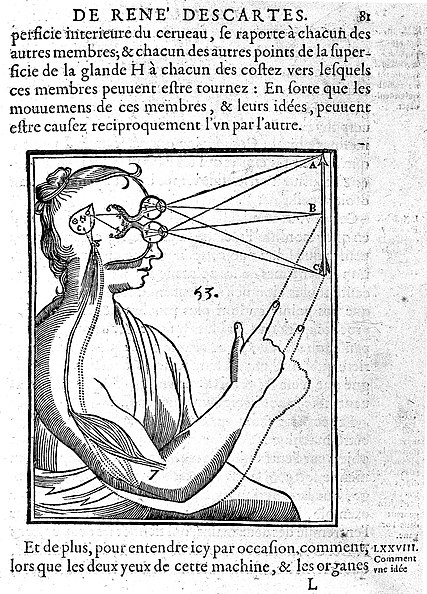 DE RENE' DESCARTES. 81
perficie interieure du cerueau, ſe raporte à chacun des
autres membres; & chacun des autres points de la ſuper-
ficie de la glande H à chacun des coſtez vers leſquels
ces membres peuuent eſtre tournez : En ſorte que les
mouuemens de ces membres, & leurs idées, peuuent
eſtre cauſez reciproquement l'vn par l'autre.
A
B
C
53.
Et de plus, pour entendre icy par occaſion, comment,
lors que les deux yeux de cette machine, & les organes
LXXVIII.
Comment
vne idée
L